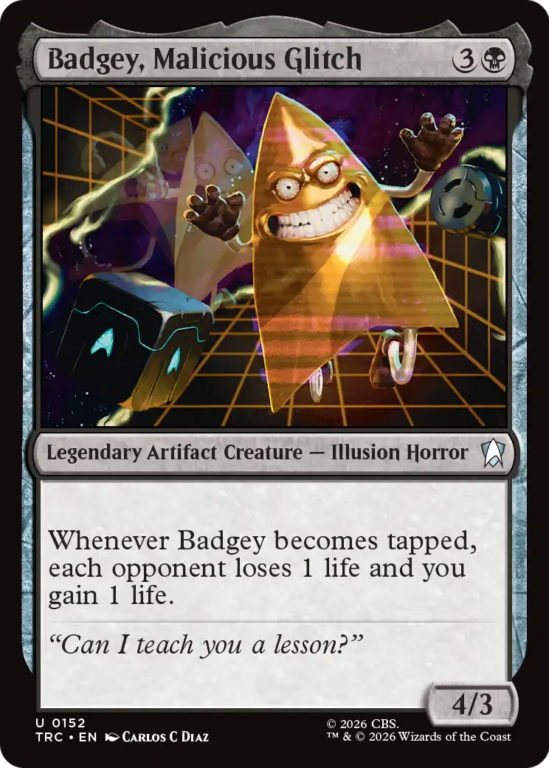 Badgey, Malicious Glitch 3
Legendary Artifact Creature — Illusion Horror
Whenever Badgey becomes tapped,
each opponent loses 1 life and you
gain 1 life.
“Can I teach you a lesson?”
4/3
U 0152
TRC • EN Carlos C Diaz
© 2026 CBS.
™ & © 2026 Wizards of the Coast